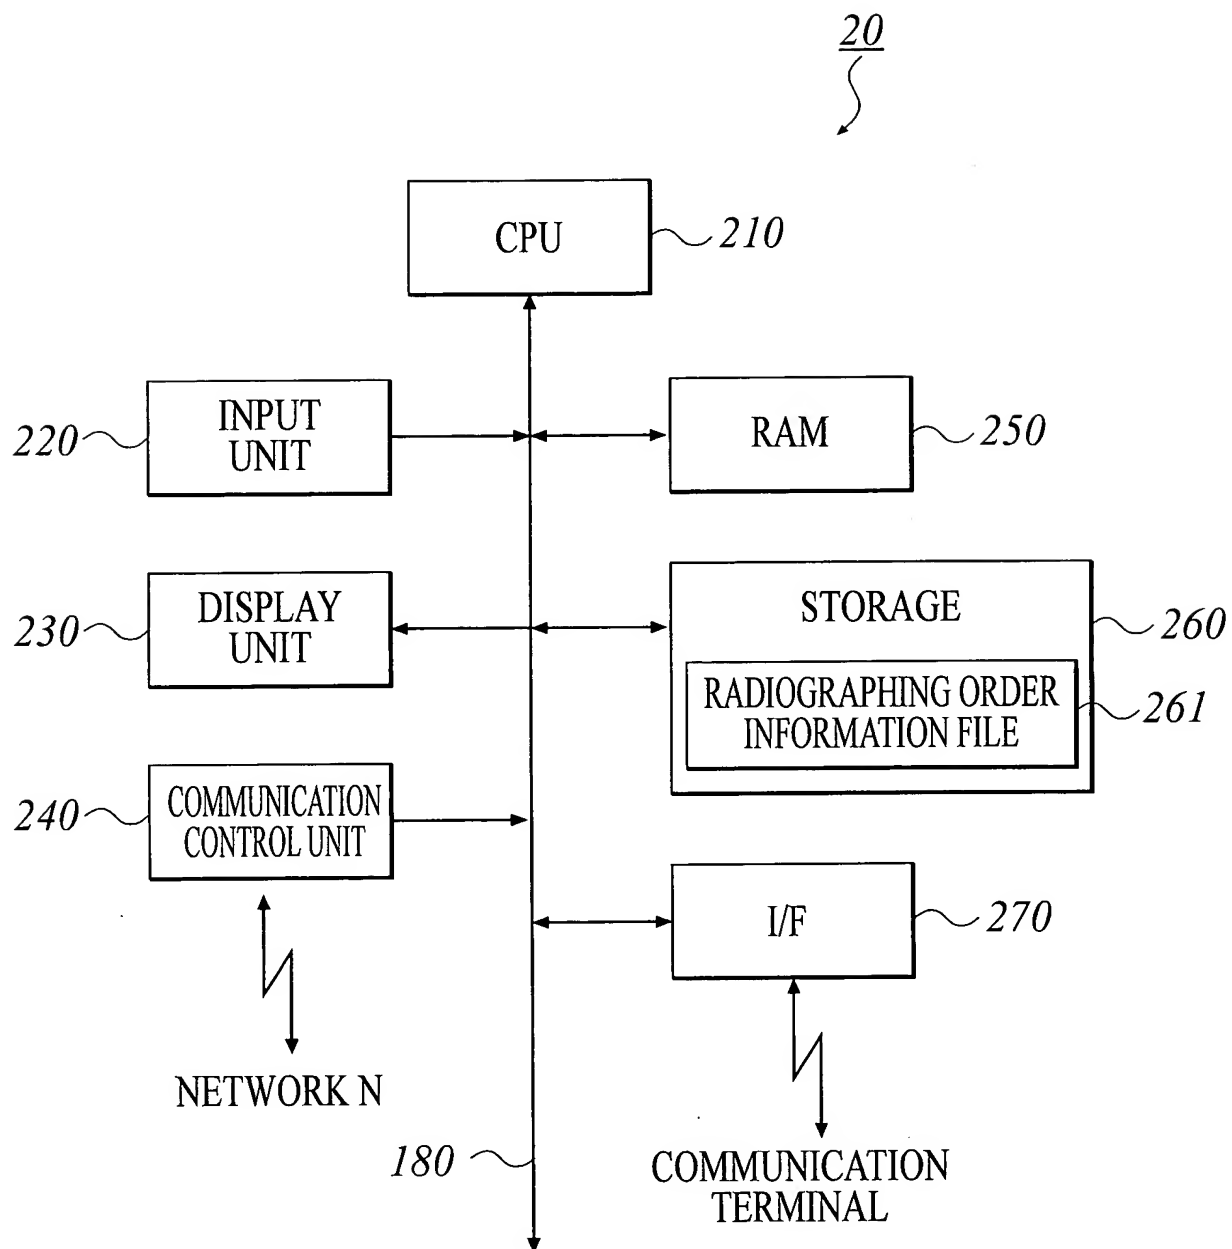 20
CPU
210
INPUT
UNIT
220
RAM
250
DISPLAY
UNIT
230
STORAGE
260
RADIOGRAPHING ORDER
INFORMATION FILE
261
COMMUNICATION
CONTROL UNIT
240
I/F
270
NETWORK N
180
COMMUNICATION
TERMINAL